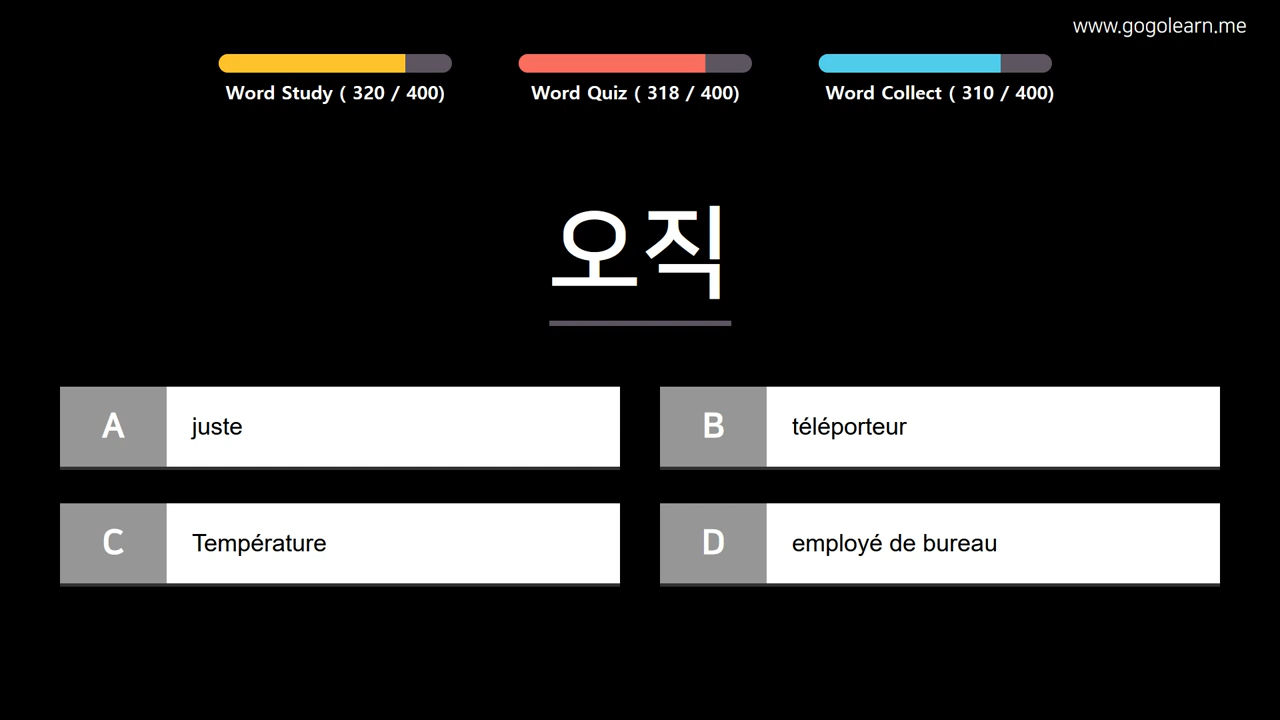 www.gogolearn.me
Word Study ( 320 / 400)
Word Quiz ( 318 / 400)
Word Collect ( 310 / 400)
오직
A juste
B téléporteur
C Température
D employé de bureau